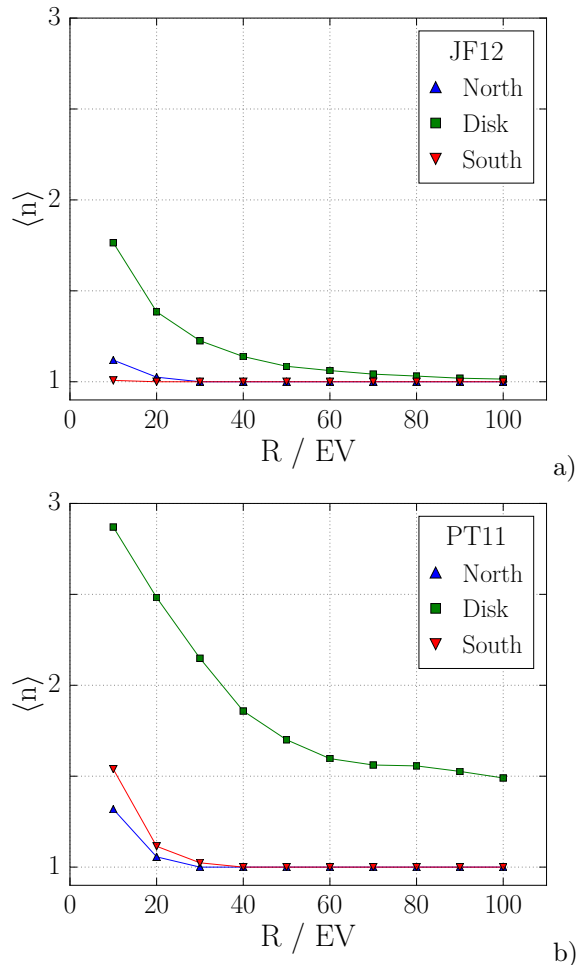 3
JF12
North
Disk
South
2
⟨n⟩
1
0 20 40 60 80 100
R / EV
a)
3
PT11
North
Disk
South
2
⟨n⟩
1
0 20 40 60 80 100
R / EV
b)